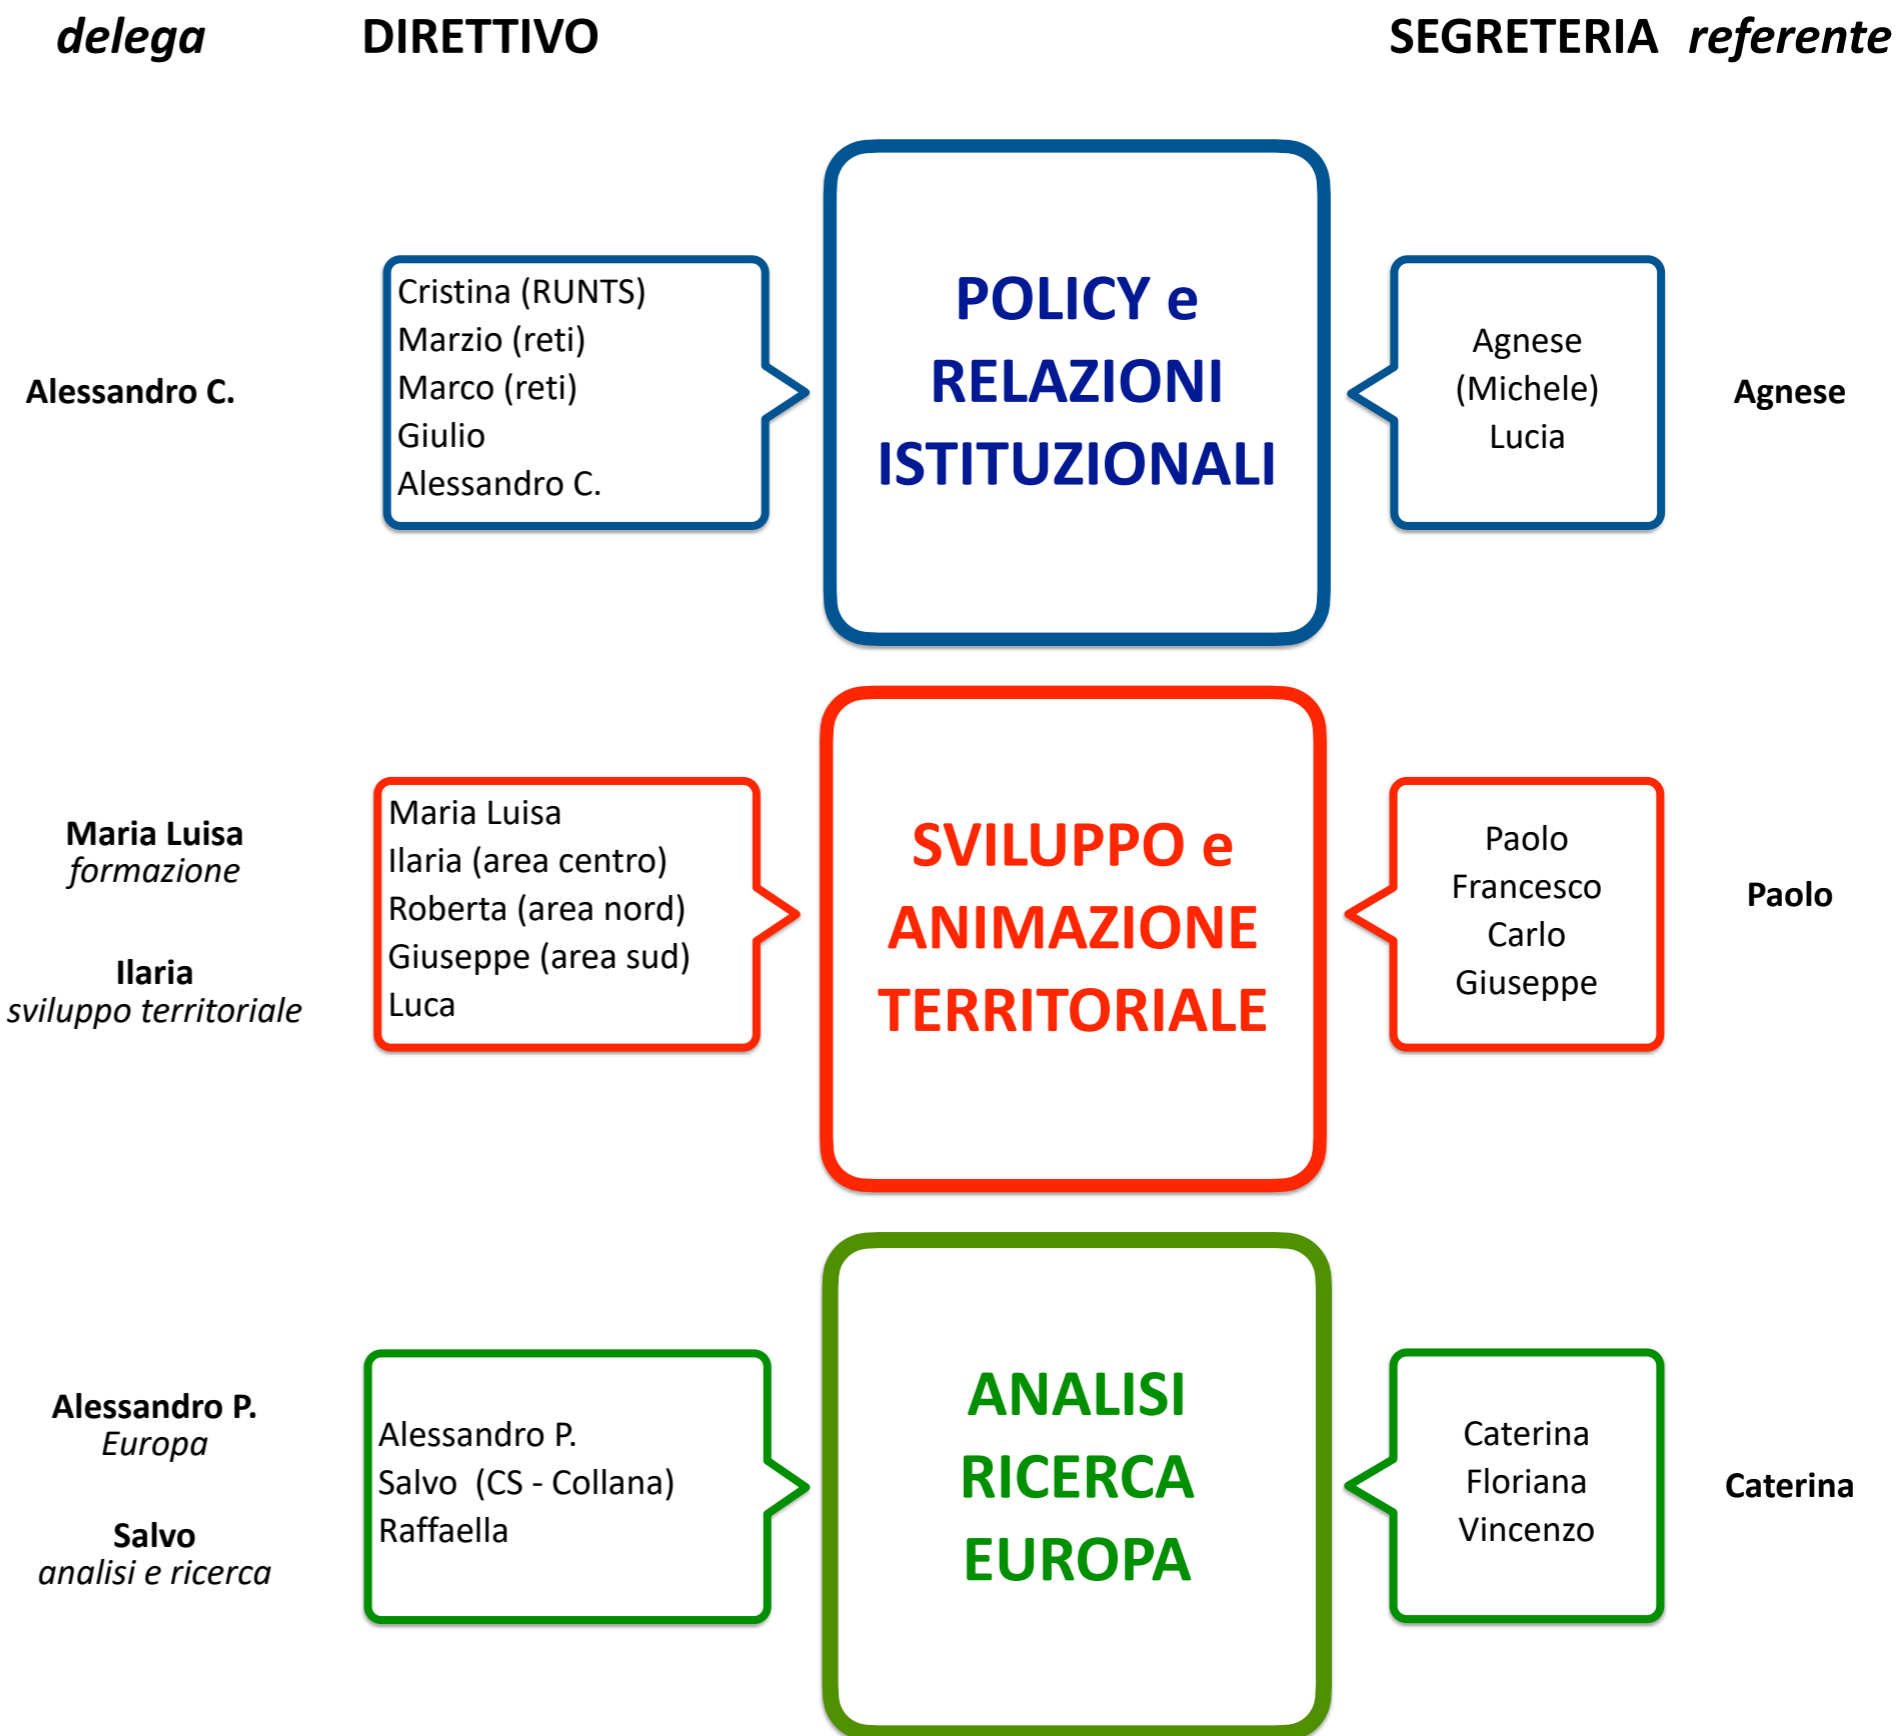 delega DIRETTIVO SEGRETERIA referente
Alessandro C.
Cristina (RUNTS)
Marzio (reti)
Marco (reti)
Giulio
Alessandro C.
POLICY e
RELAZIONI
ISTITUZIONALI
Agnese
(Michele)
Lucia
Agnese
Maria Luisa
formazione
Ilaria
sviluppo territoriale
Maria Luisa
Ilaria (area centro)
Roberta (area nord)
Giuseppe (area sud)
Luca
SVILUPPO e
ANIMAZIONE
TERRITORIALE
Paolo
Francesco
Carlo
Giuseppe
Paolo
Alessandro P.
Europa
Salvo
analisi e ricerca
Alessandro P.
Salvo (CS - Collana)
Raffaella
ANALISI
RICERCA
EUROPA
Caterina
Floriana
Vincenzo
Caterina